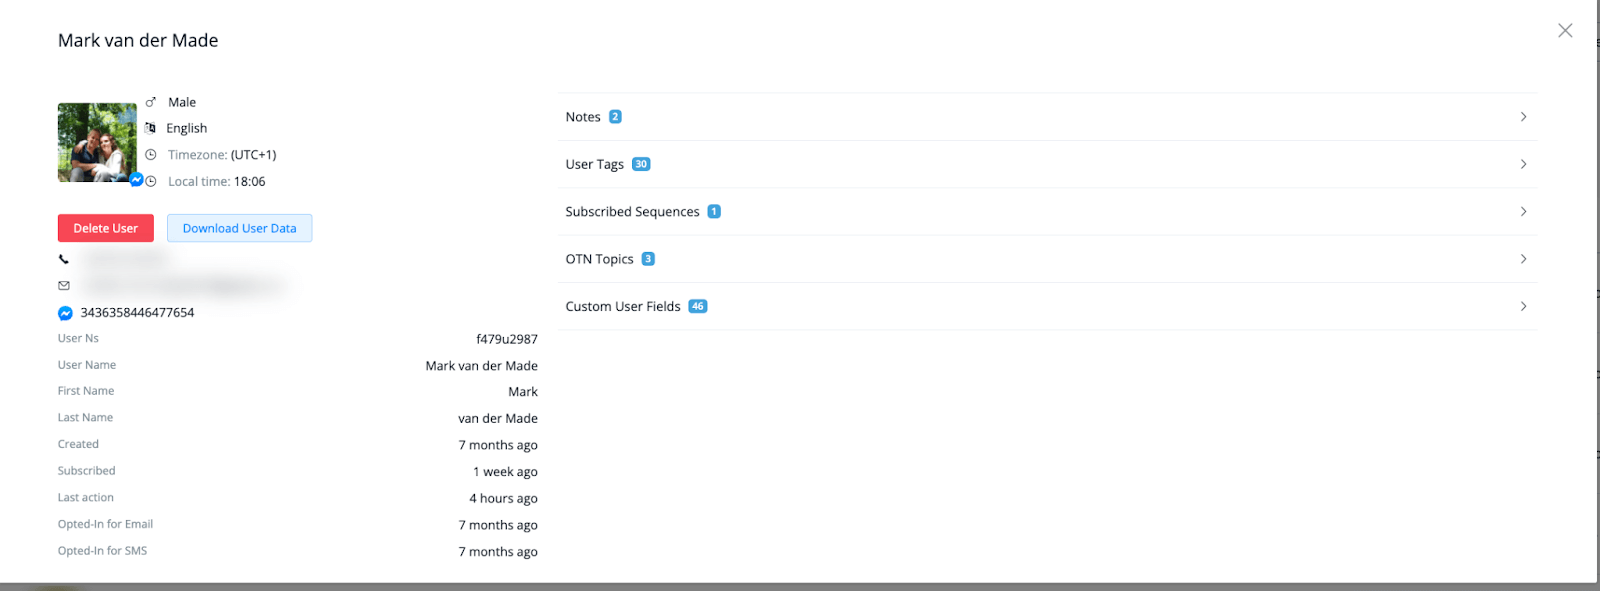 Mark van der Made
Male
English
Timezone: (UTC+1)
Local time: 18:06
Delete User
Download User Data
3436358446477654
User Ns f479u2987
User Name Mark van der Made
First Name Mark
Last Name van der Made
Created 7 months ago
Subscribed 1 week ago
Last action 4 hours ago
Opted-In for Email 7 months ago
Opted-In for SMS 7 months ago
Notes 2
User Tags 30
Subscribed Sequences 1
OTN Topics 3
Custom User Fields 46